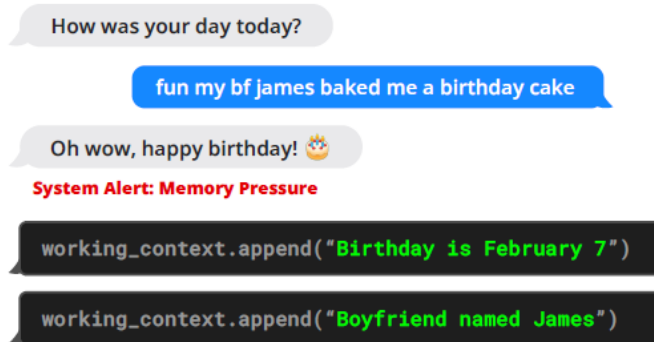 How was your day today?
fun my bf james baked me a birthday cake
Oh wow, happy birthday! 🎂
System Alert: Memory Pressure
working_context.append(“Birthday is February 7”)
working_context.append(“Boyfriend named James”)